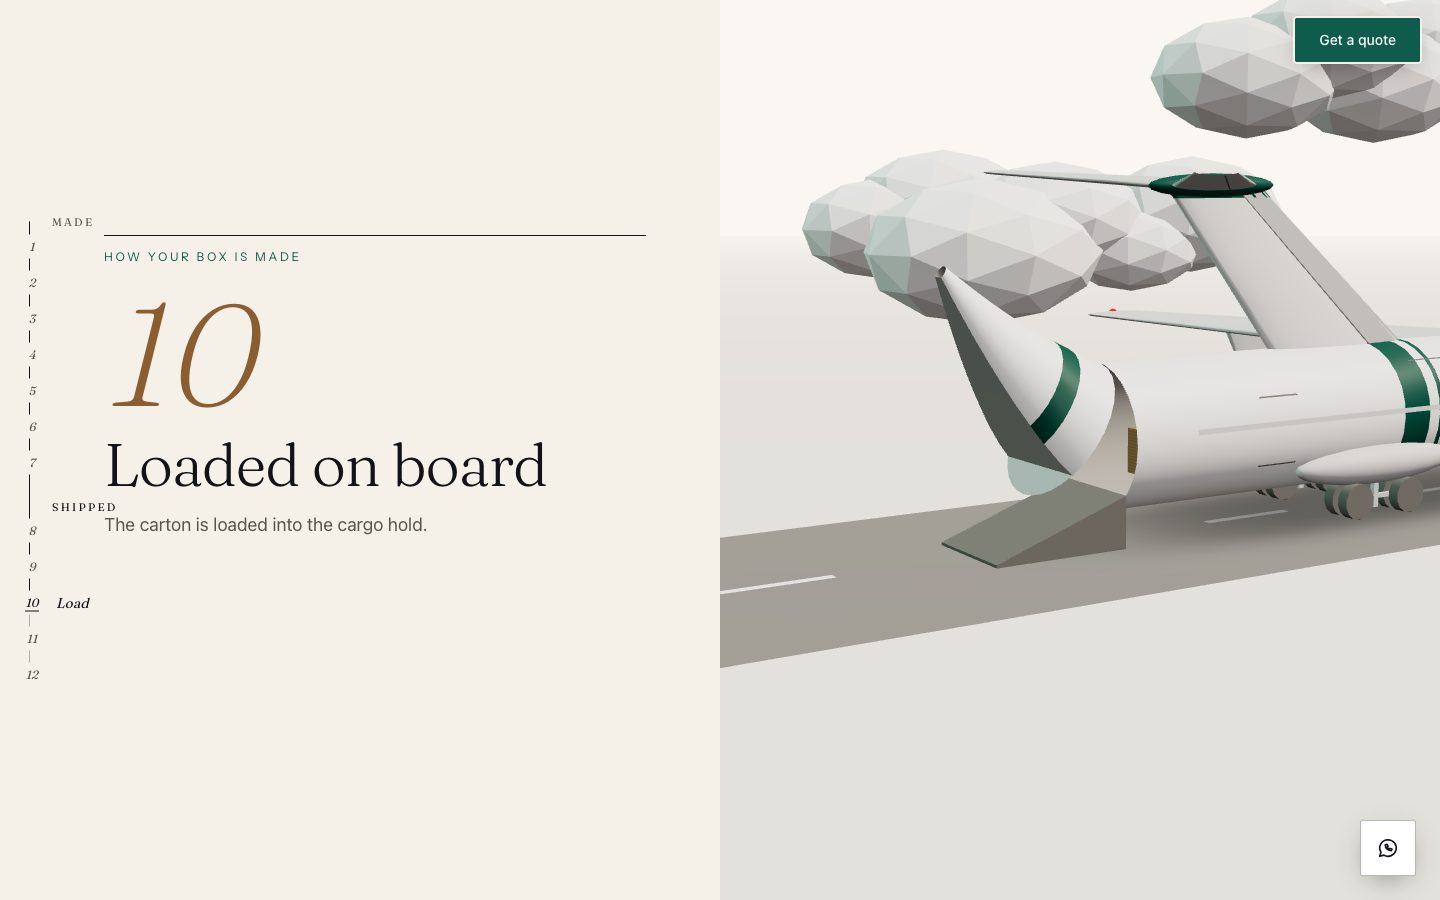 Get a quote
MADE
1
2
3
4
5
6
7
SHIPPED
8
9
10 Load
11
12
HOW YOUR BOX IS MADE
10
Loaded on board
The carton is loaded into the cargo hold.